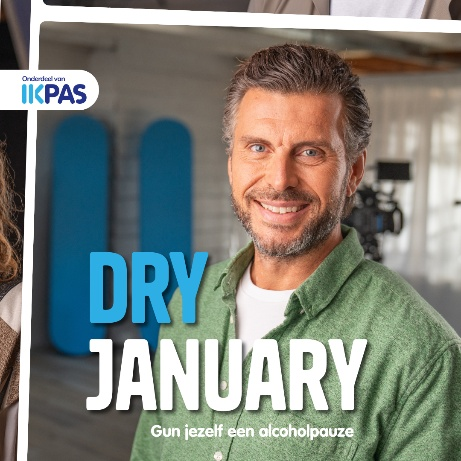 Onderdeel van
IKPAS
DRY
JANUARY
Gun jezelf een alcoholpauze